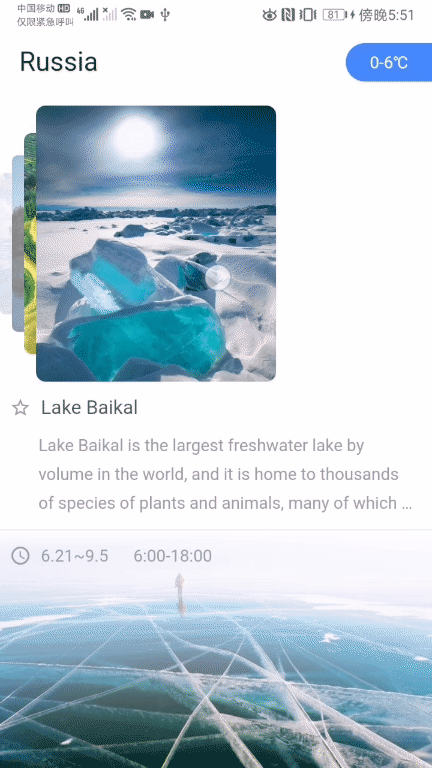 中国移动 HD 4G
仅限紧急呼叫
81 傍晚5:51
Russia
0-6℃
Lake Baikal
Lake Baikal is the largest freshwater lake by
volume in the world, and it is home to thousands
of species of plants and animals, many of which ...
6.21~9.5 6:00-18:00